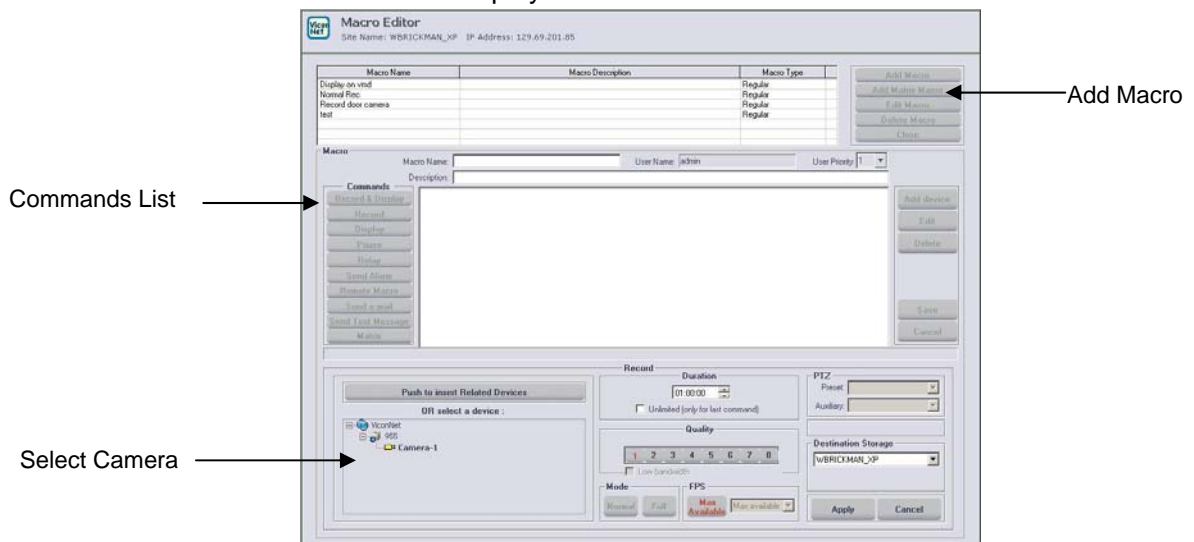 Vicon Net
Macro Editor
Site Name: WBRICKMAN_XP IP Address: 129.69.201.85
Macro Name Macro Description Macro Type
Display on vmd Regular
Normal Rec. Regular
Record door camera Regular
test Regular
Add Macro
Add Matrix Macro
Edit Macro
Delete Macro
Close
Add Macro
Macro
Macro Name: User Name: admin User Priority: 1
Description:
Commands List
Commands
Record & Display
Record
Display
Pause
Relay
Send Alarm
Remote Macro
Send e-mail
Send Text Message
Matrix
Add device
Edit
Delete
Save
Cancel
Select Camera
Push to insert Related Devices
OR select a device :
ViconNet
955
Camera-1
Record
Duration
01:00:00
Unlimited (only for last command)
Quality
1 2 3 4 5 6 7 8
Low bandwidth
Mode
Normal Full
FPS
Max Available Max available
PTZ
Preset:
Auxiliary:
Destination Storage
WBRICKMAN_XP
Apply Cancel